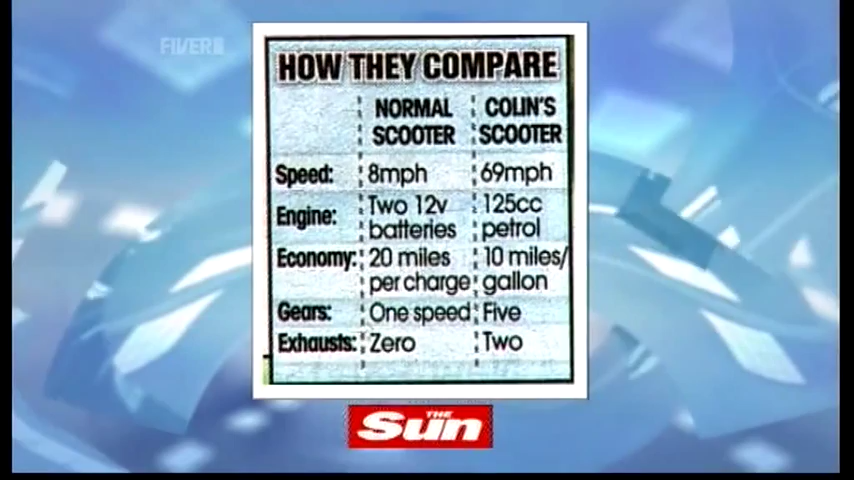 FIVER
HOW THEY COMPARE
NORMAL SCOOTER COLIN'S SCOOTER
Speed: 8mph 69mph
Engine: Two 12v batteries 125cc petrol
Economy: 20 miles per charge 10 miles/ gallon
Gears: One speed Five
Exhausts: Zero Two
THE Sun